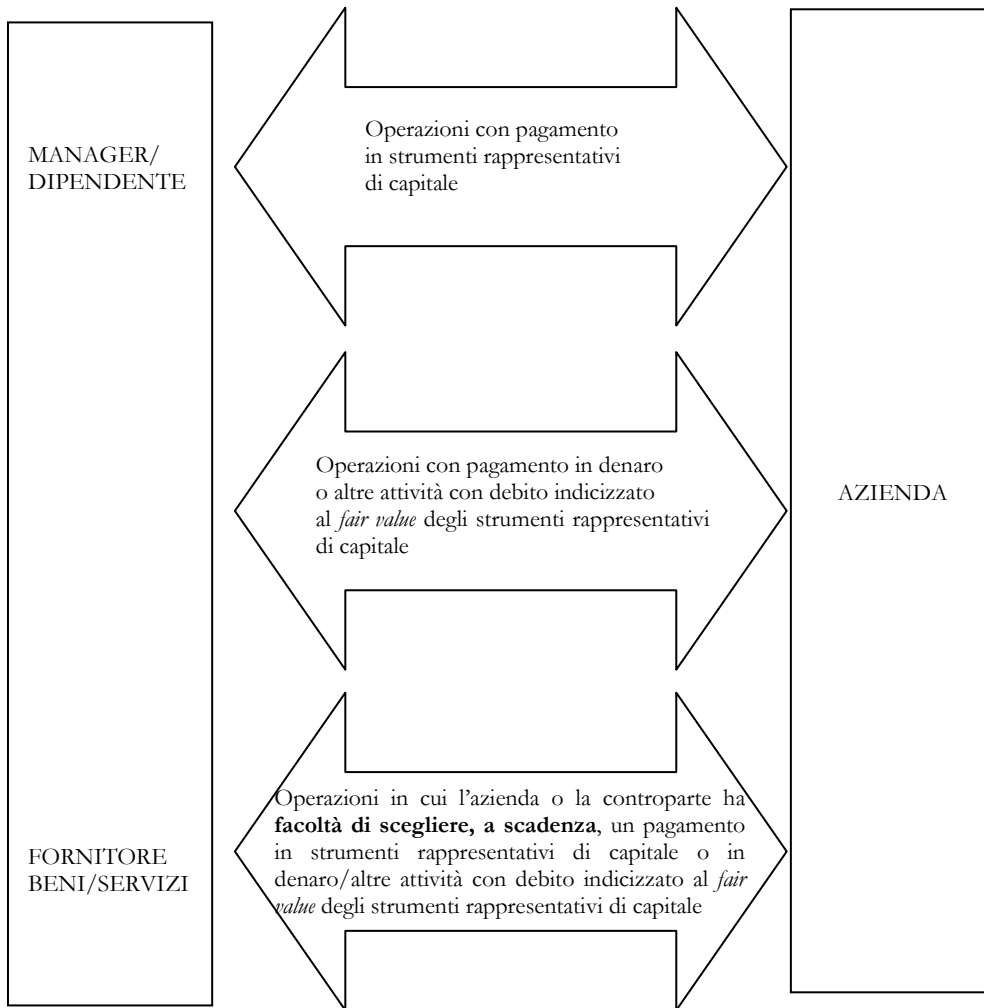 MANAGER/
DIPENDENTE
Operazioni con pagamento
in strumenti rappresentativi
di capitale
Operazioni con pagamento in denaro
o altre attività con debito indicizzato
al fair value degli strumenti rappresentativi
di capitale
AZIENDA
Operazioni in cui l'azienda o la controparte ha
facoltà di scegliere, a scadenza, un pagamento
in strumenti rappresentativi di capitale o in
denaro/altre attività con debito indicizzato al fair
value degli strumenti rappresentativi di capitale
FORNITORE
BENI/SERVIZI